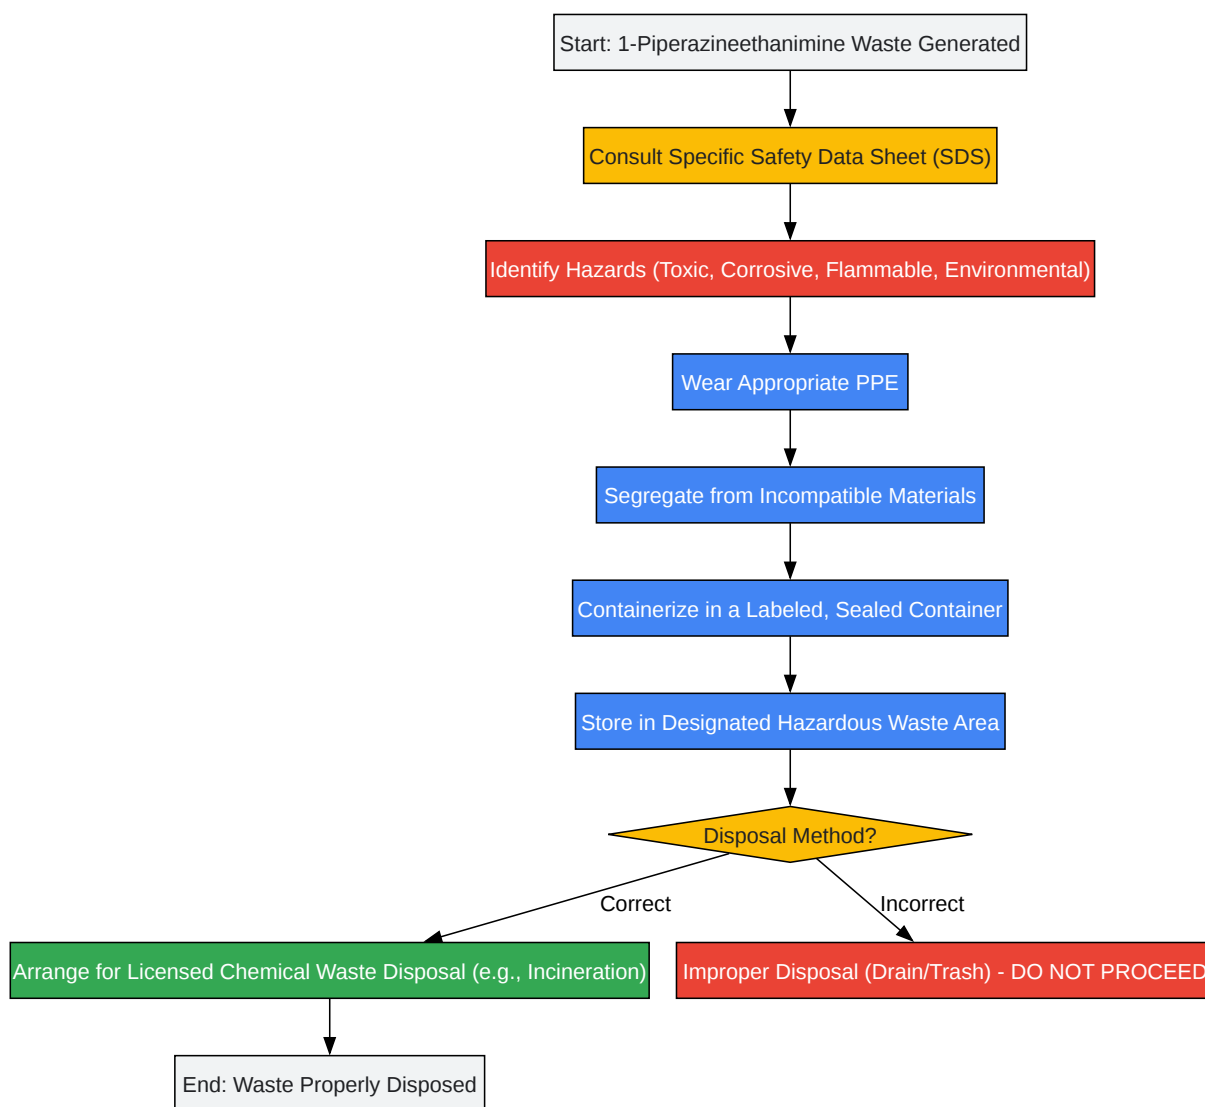 Start: 1-Piperazineethanimine Waste Generated
Consult Specific Safety Data Sheet (SDS)
Identify Hazards (Toxic, Corrosive, Flammable, Environmental)
Wear Appropriate PPE
Segregate from Incompatible Materials
Containerize in a Labeled, Sealed Container
Store in Designated Hazardous Waste Area
Disposal Method?
Correct
Incorrect
Arrange for Licensed Chemical Waste Disposal (e.g., Incineration)
Improper Disposal (Drain/Trash) - DO NOT PROCEED
End: Waste Properly Disposed